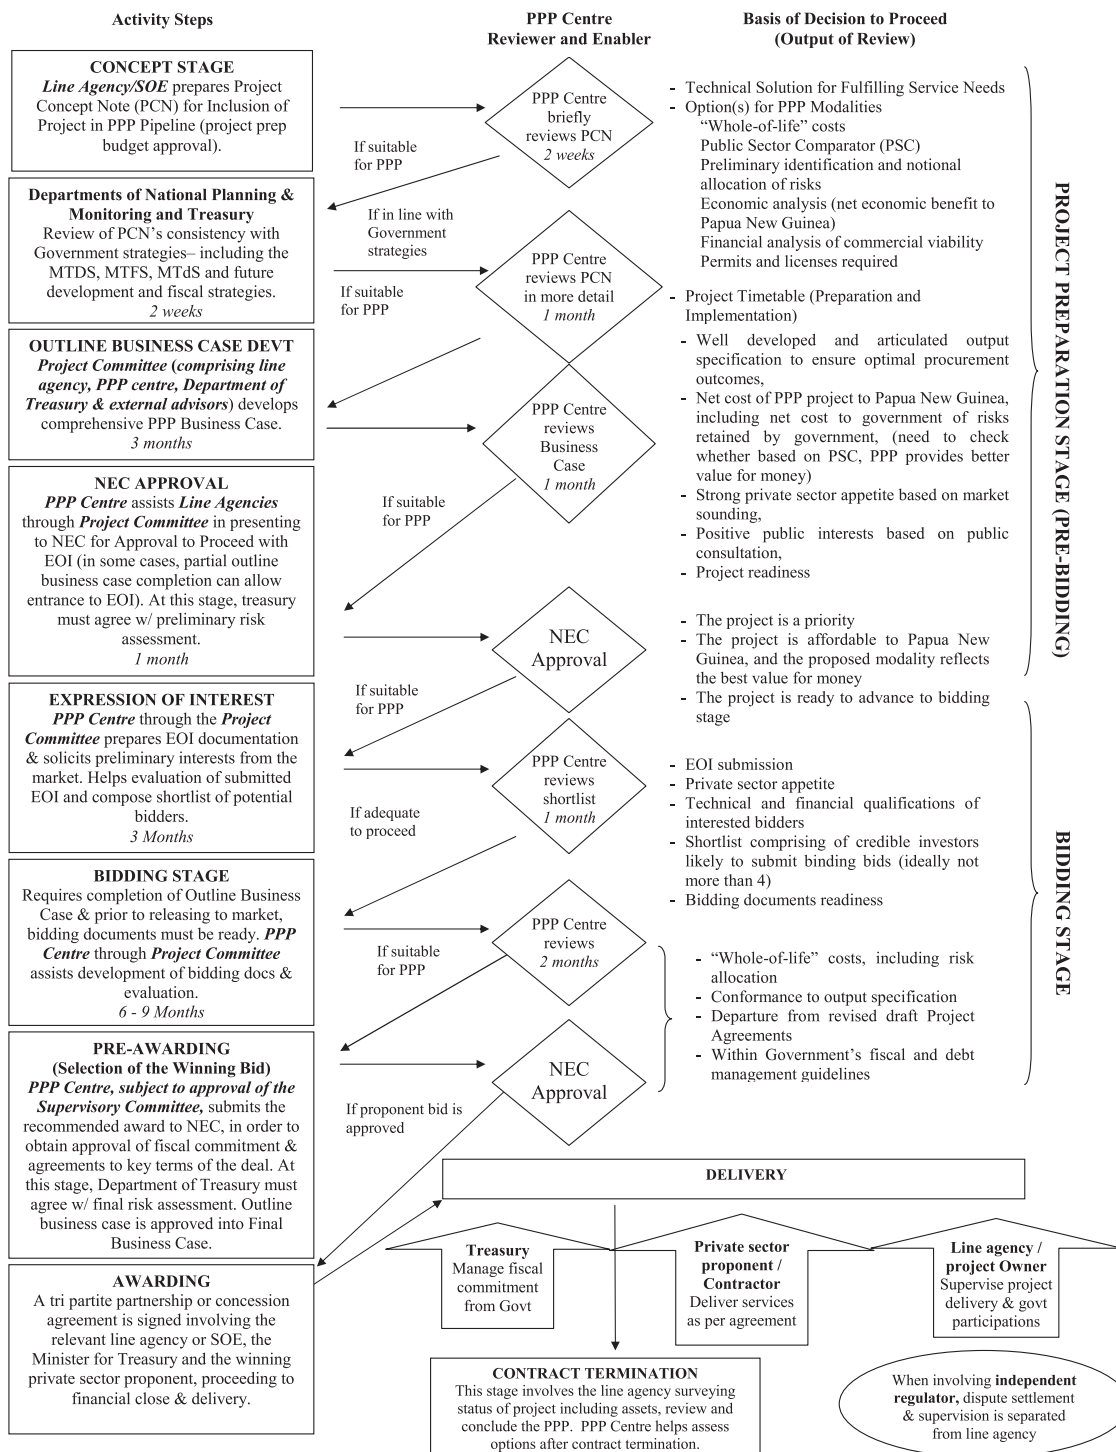 Activity Steps
PPP Centre
Reviewer and Enabler
Basis of Decision to Proceed
(Output of Review)
CONCEPT STAGE
Line Agency/SOE prepares Project
Concept Note (PCN) for Inclusion of
Project in PPP Pipeline (project prep
budget approval).
If suitable
for PPP
PPP Centre
briefly
reviews PCN
2 weeks
- Technical Solution for Fulfilling Service Needs
- Option(s) for PPP Modalities
“Whole-of-life” costs
Public Sector Comparator (PSC)
Preliminary identification and notional
allocation of risks
Economic analysis (net economic benefit to
Papua New Guinea)
Financial analysis of commercial viability
Permits and licenses required
Departments of National Planning &
Monitoring and Treasury
Review of PCN’s consistency with
Government strategies– including the
MTDS, MTFS, MTdS and future
development and fiscal strategies.
2 weeks
If in line with
Government
strategies
If suitable
for PPP
PPP Centre
reviews PCN
in more detail
1 month
- Project Timetable (Preparation and
Implementation)
OUTLINE BUSINESS CASE DEVT
Project Committee (comprising line
agency, PPP centre, Department of
Treasury & external advisors) develops
comprehensive PPP Business Case.
3 months
PPP Centre
reviews
Business
Case
1 month
- Well developed and articulated output
specification to ensure optimal procurement
outcomes,
- Net cost of PPP project to Papua New Guinea,
including net cost to government of risks
retained by government, (need to check
whether based on PSC, PPP provides better
value for money)
- Strong private sector appetite based on market
sounding,
- Positive public interests based on public
consultation,
- Project readiness
PROJECT PREPARATION STAGE (PRE-BIDDING)
NEC APPROVAL
PPP Centre assists Line Agencies
through Project Committee in presenting
to NEC for Approval to Proceed with
EOI (in some cases, partial outline
business case completion can allow
entrance to EOI). At this stage, treasury
must agree w/ preliminary risk
assessment.
1 month
If suitable
for PPP
NEC
Approval
- The project is a priority
- The project is affordable to Papua New
Guinea, and the proposed modality reflects
the best value for money
- The project is ready to advance to bidding
stage
EXPRESSION OF INTEREST
PPP Centre through the Project
Committee prepares EOI documentation
& solicits preliminary interests from the
market. Helps evaluation of submitted
EOI and compose shortlist of potential
bidders.
3 Months
If suitable
for PPP
PPP Centre
reviews
shortlist
1 month
If adequate
to proceed
- EOI submission
- Private sector appetite
- Technical and financial qualifications of
interested bidders
- Shortlist comprising of credible investors
likely to submit binding bids (ideally not
more than 4)
- Bidding documents readiness
BIDDING STAGE
BIDDING STAGE
Requires completion of Outline Business
Case & prior to releasing to market,
bidding documents must be ready. PPP
Centre through Project Committee
assists development of bidding docs &
evaluation.
6 - 9 Months
If suitable
for PPP
PPP Centre
reviews
2 months
- “Whole-of-life” costs, including risk
allocation
- Conformance to output specification
- Departure from revised draft Project
Agreements
- Within Government’s fiscal and debt
management guidelines
PRE-AWARDING
(Selection of the Winning Bid)
PPP Centre, subject to approval of the
Supervisory Committee, submits the
recommended award to NEC, in order to
obtain approval of fiscal commitment &
agreements to key terms of the deal. At
this stage, Department of Treasury must
agree w/ final risk assessment. Outline
business case is approved into Final
Business Case.
NEC
Approval
If proponent bid is
approved
AWARDING
A tri partite partnership or concession
agreement is signed involving the
relevant line agency or SOE, the
Minister for Treasury and the winning
private sector proponent, proceeding to
financial close & delivery.
DELIVERY
Treasury
Manage fiscal
commitment
from Govt
Private sector
proponent /
Contractor
Deliver services
as per agreement
Line agency /
project Owner
Supervise project
delivery & govt
participations
CONTRACT TERMINATION
This stage involves the line agency surveying
status of project including assets, review and
conclude the PPP. PPP Centre helps assess
options after contract termination.
When involving independent
regulator, dispute settlement
& supervision is separated
from line agency